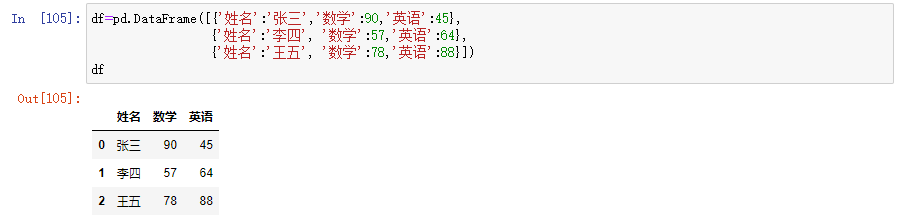 In [105]: df=pd.DataFrame([{'姓名':'张三','数学':90,'英语':45},
{'姓名':'李四', '数学':57,'英语':64},
{'姓名':'王五', '数学':78,'英语':88}])
df
Out[105]:
姓名 数学 英语
0 张三 90 45
1 李四 57 64
2 王五 78 88